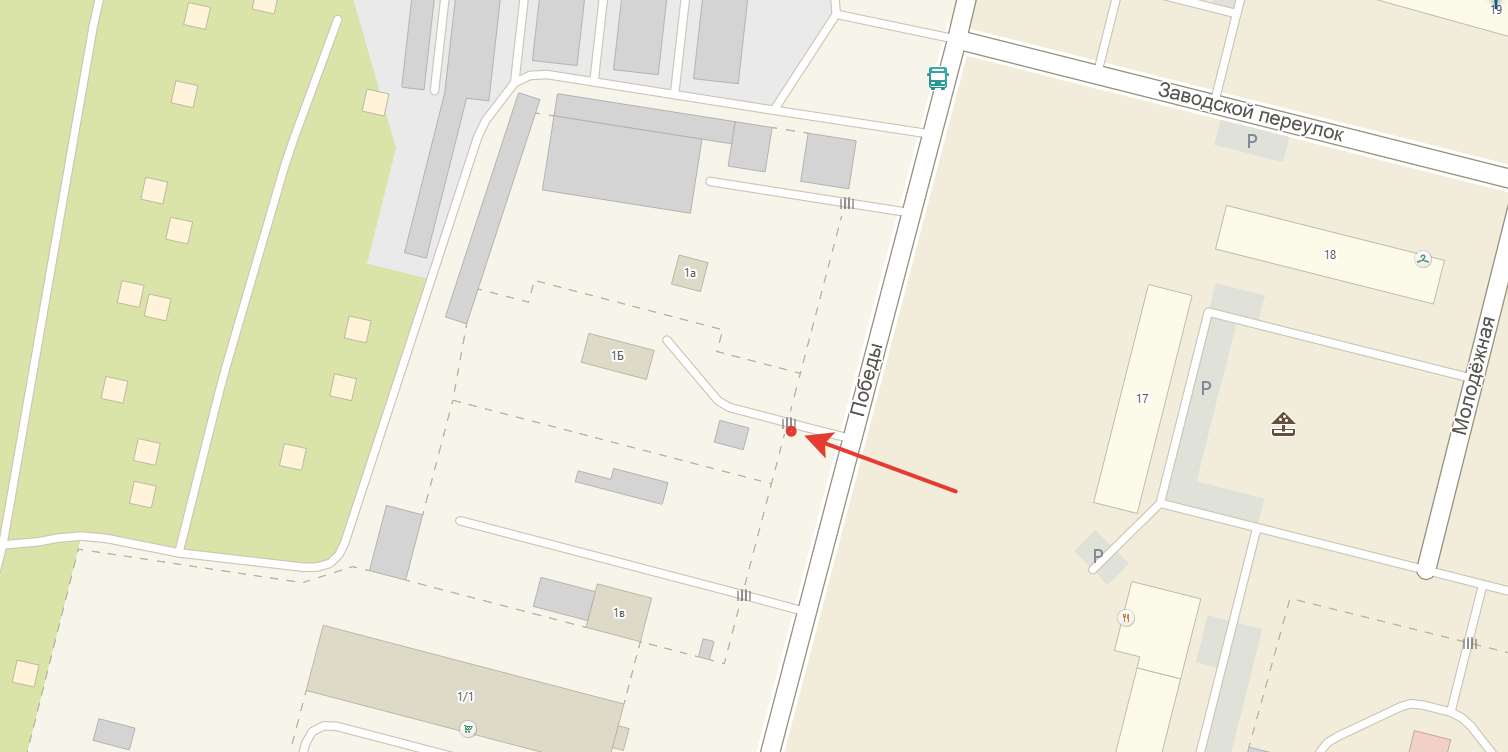 19
Заводской переулок
P
18
1а
Победы
1Б
17
P
Молодёжная
P
1в
1/1